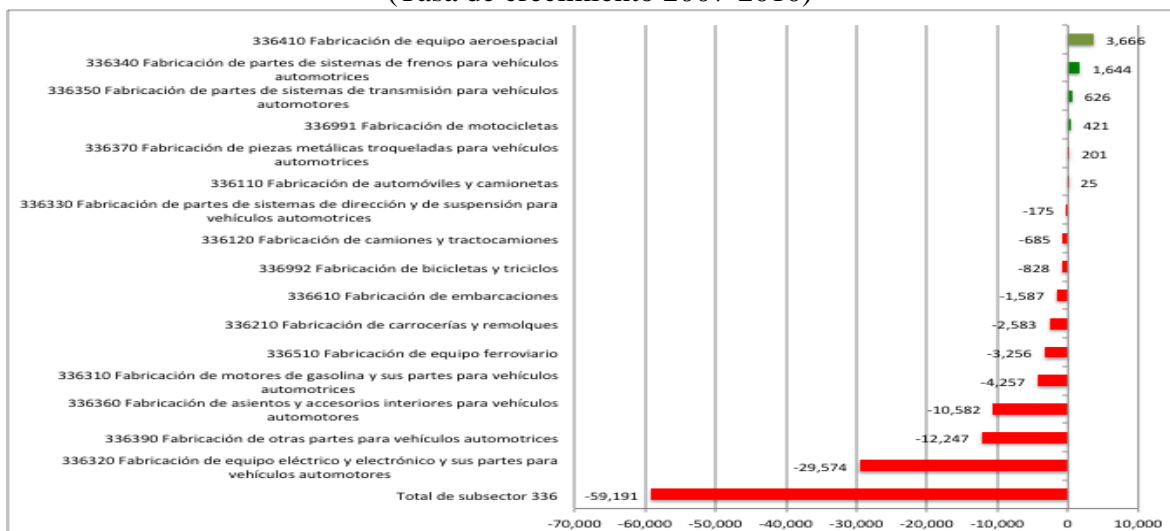 (Tasa de crecimiento 2007-2010)
336410 Fabricación de equipo aeroespacial
3,666
336340 Fabricación de partes de sistemas de frenos para vehículos
automotrices
1,644
336350 Fabricación de partes de sistemas de transmisión para vehículos
automotores
626
336991 Fabricación de motocicletas
421
336370 Fabricación de piezas metálicas troqueladas para vehículos
automotrices
201
336110 Fabricación de automóviles y camionetas
25
336330 Fabricación de partes de sistemas de dirección y de suspensión para
vehículos automotrices
-175
336120 Fabricación de camiones y tractocamiones
-685
336992 Fabricación de bicicletas y triciclos
-828
336610 Fabricación de embarcaciones
-1,587
336210 Fabricación de carrocerías y remolques
-2,583
336510 Fabricación de equipo ferroviario
-3,256
336310 Fabricación de motores de gasolina y sus partes para vehículos
automotrices
-4,257
336360 Fabricación de asientos y accesorios interiores para vehículos
automotores
-10,582
336390 Fabricación de otras partes para vehículos automotrices
-12,247
336320 Fabricación de equipo eléctrico y electrónico y sus partes para
vehículos automotores
-29,574
Total de subsector 336
-59,191
-70,000 -60,000 -50,000 -40,000 -30,000 -20,000 -10,000 0 10,000